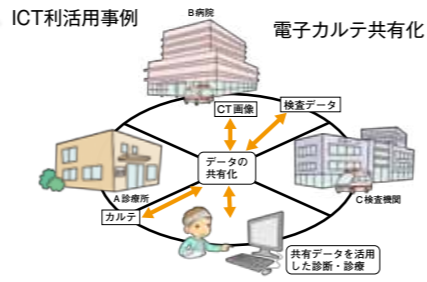 ICT利活用事例
B病院
電子カルテ共有化
CT画像
検査データ
データの
共有化
A診療所
カルテ
C検査機関
共有データを活用
した診断・診療